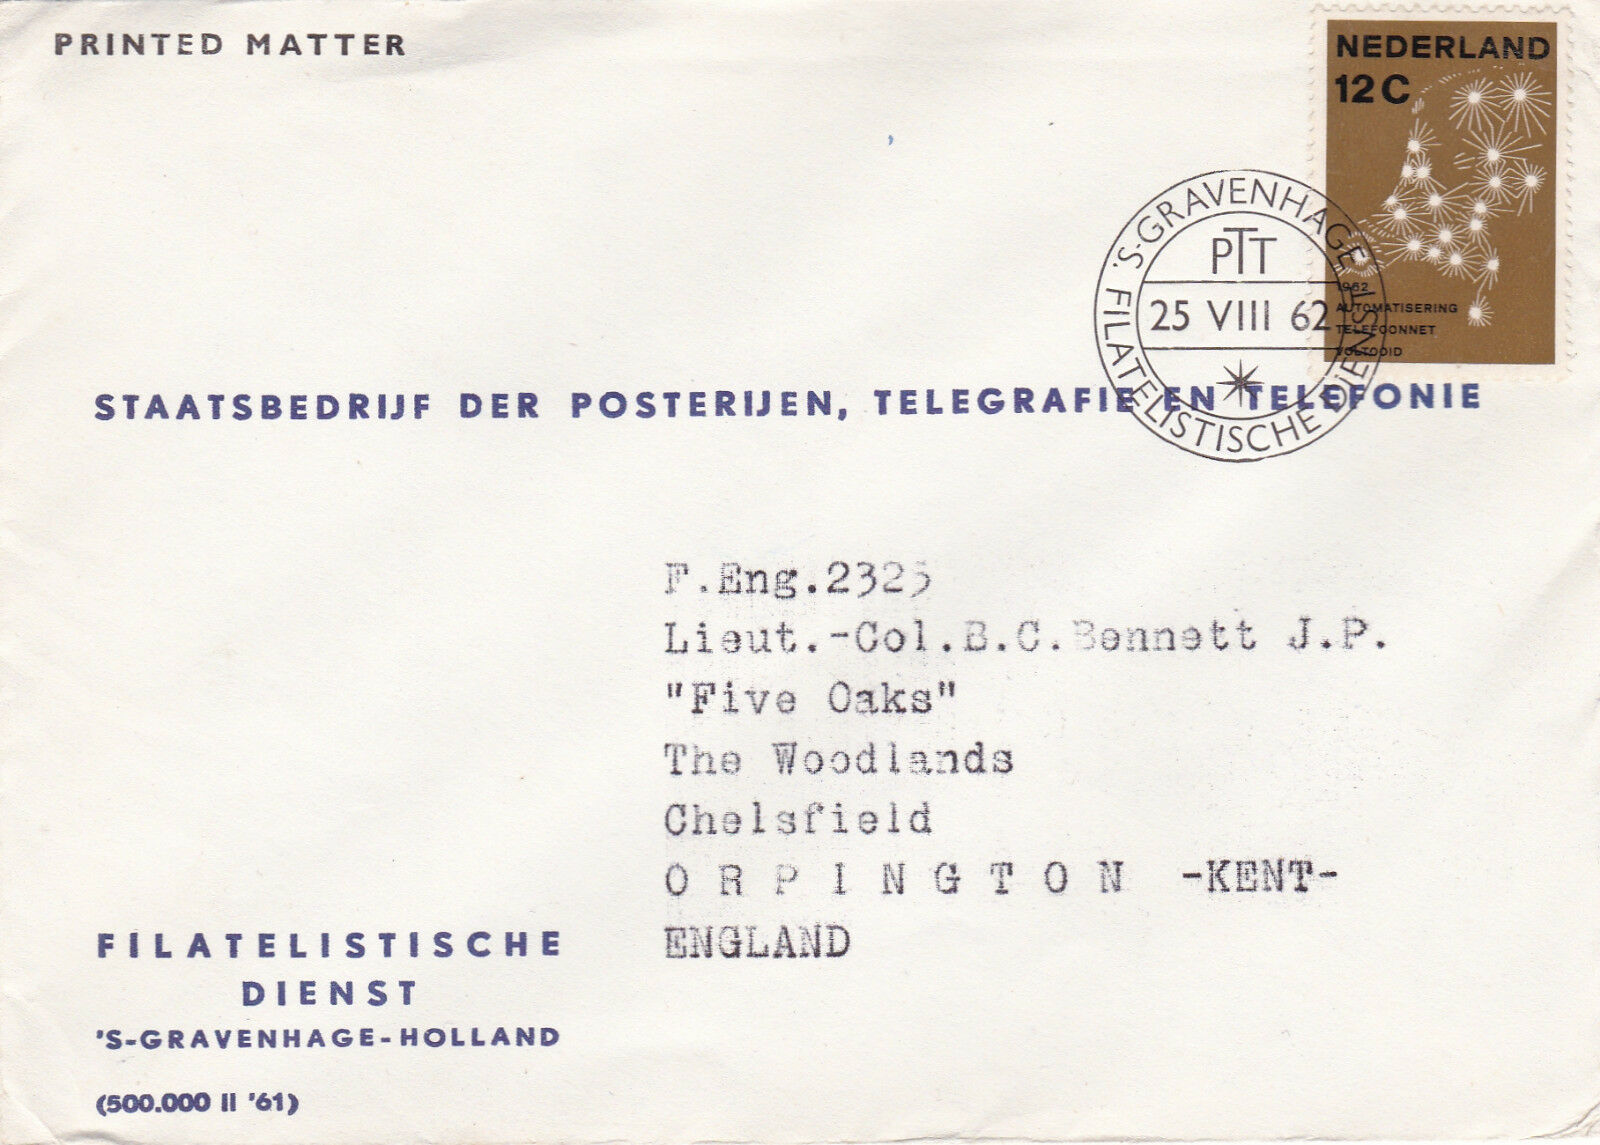 PRINTED MATTER
NEDERLAND
12 C
1962
AUTOMATISERING
TELEFOONNET
VOLTOOID
'S-GRAVENHAGE
PTT
25 VIII 62
FILATELISTISCHE DIENST
STAATSBEDRIJF DER POSTERIJEN, TELEGRAFIE EN TELEFONIE
F.Eng.2325
Lieut.-Col.B.C.Bennett J.P.
"Five Oaks"
The Woodlands
Chelsfield
O R P I N G T O N -KENT-
ENGLAND
FILATELISTISCHE
DIENST
'S-GRAVENHAGE-HOLLAND
(500.000 II '61)